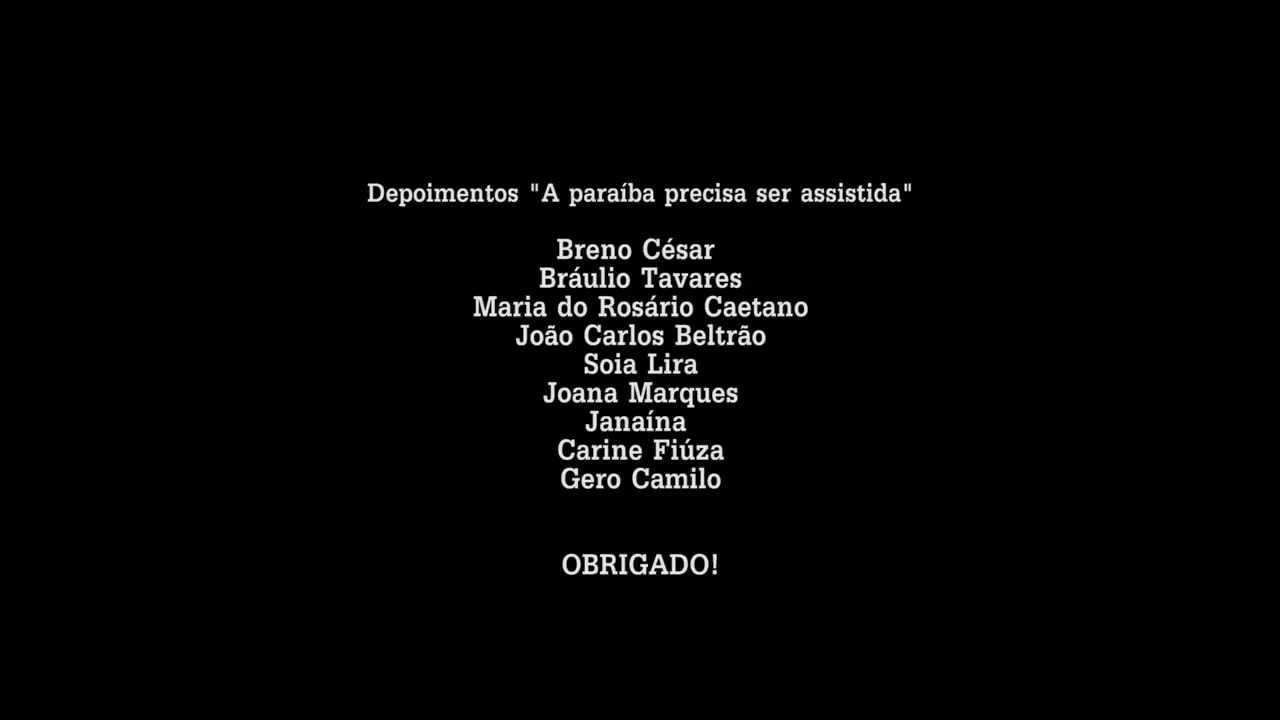 Depoimentos "A paraíba precisa ser assistida"
Breno César
Bráulio Tavares
Maria do Rosário Caetano
João Carlos Beltrão
Soia Lira
Joana Marques
Janaína
Carine Fiúza
Gero Camilo
OBRIGADO!